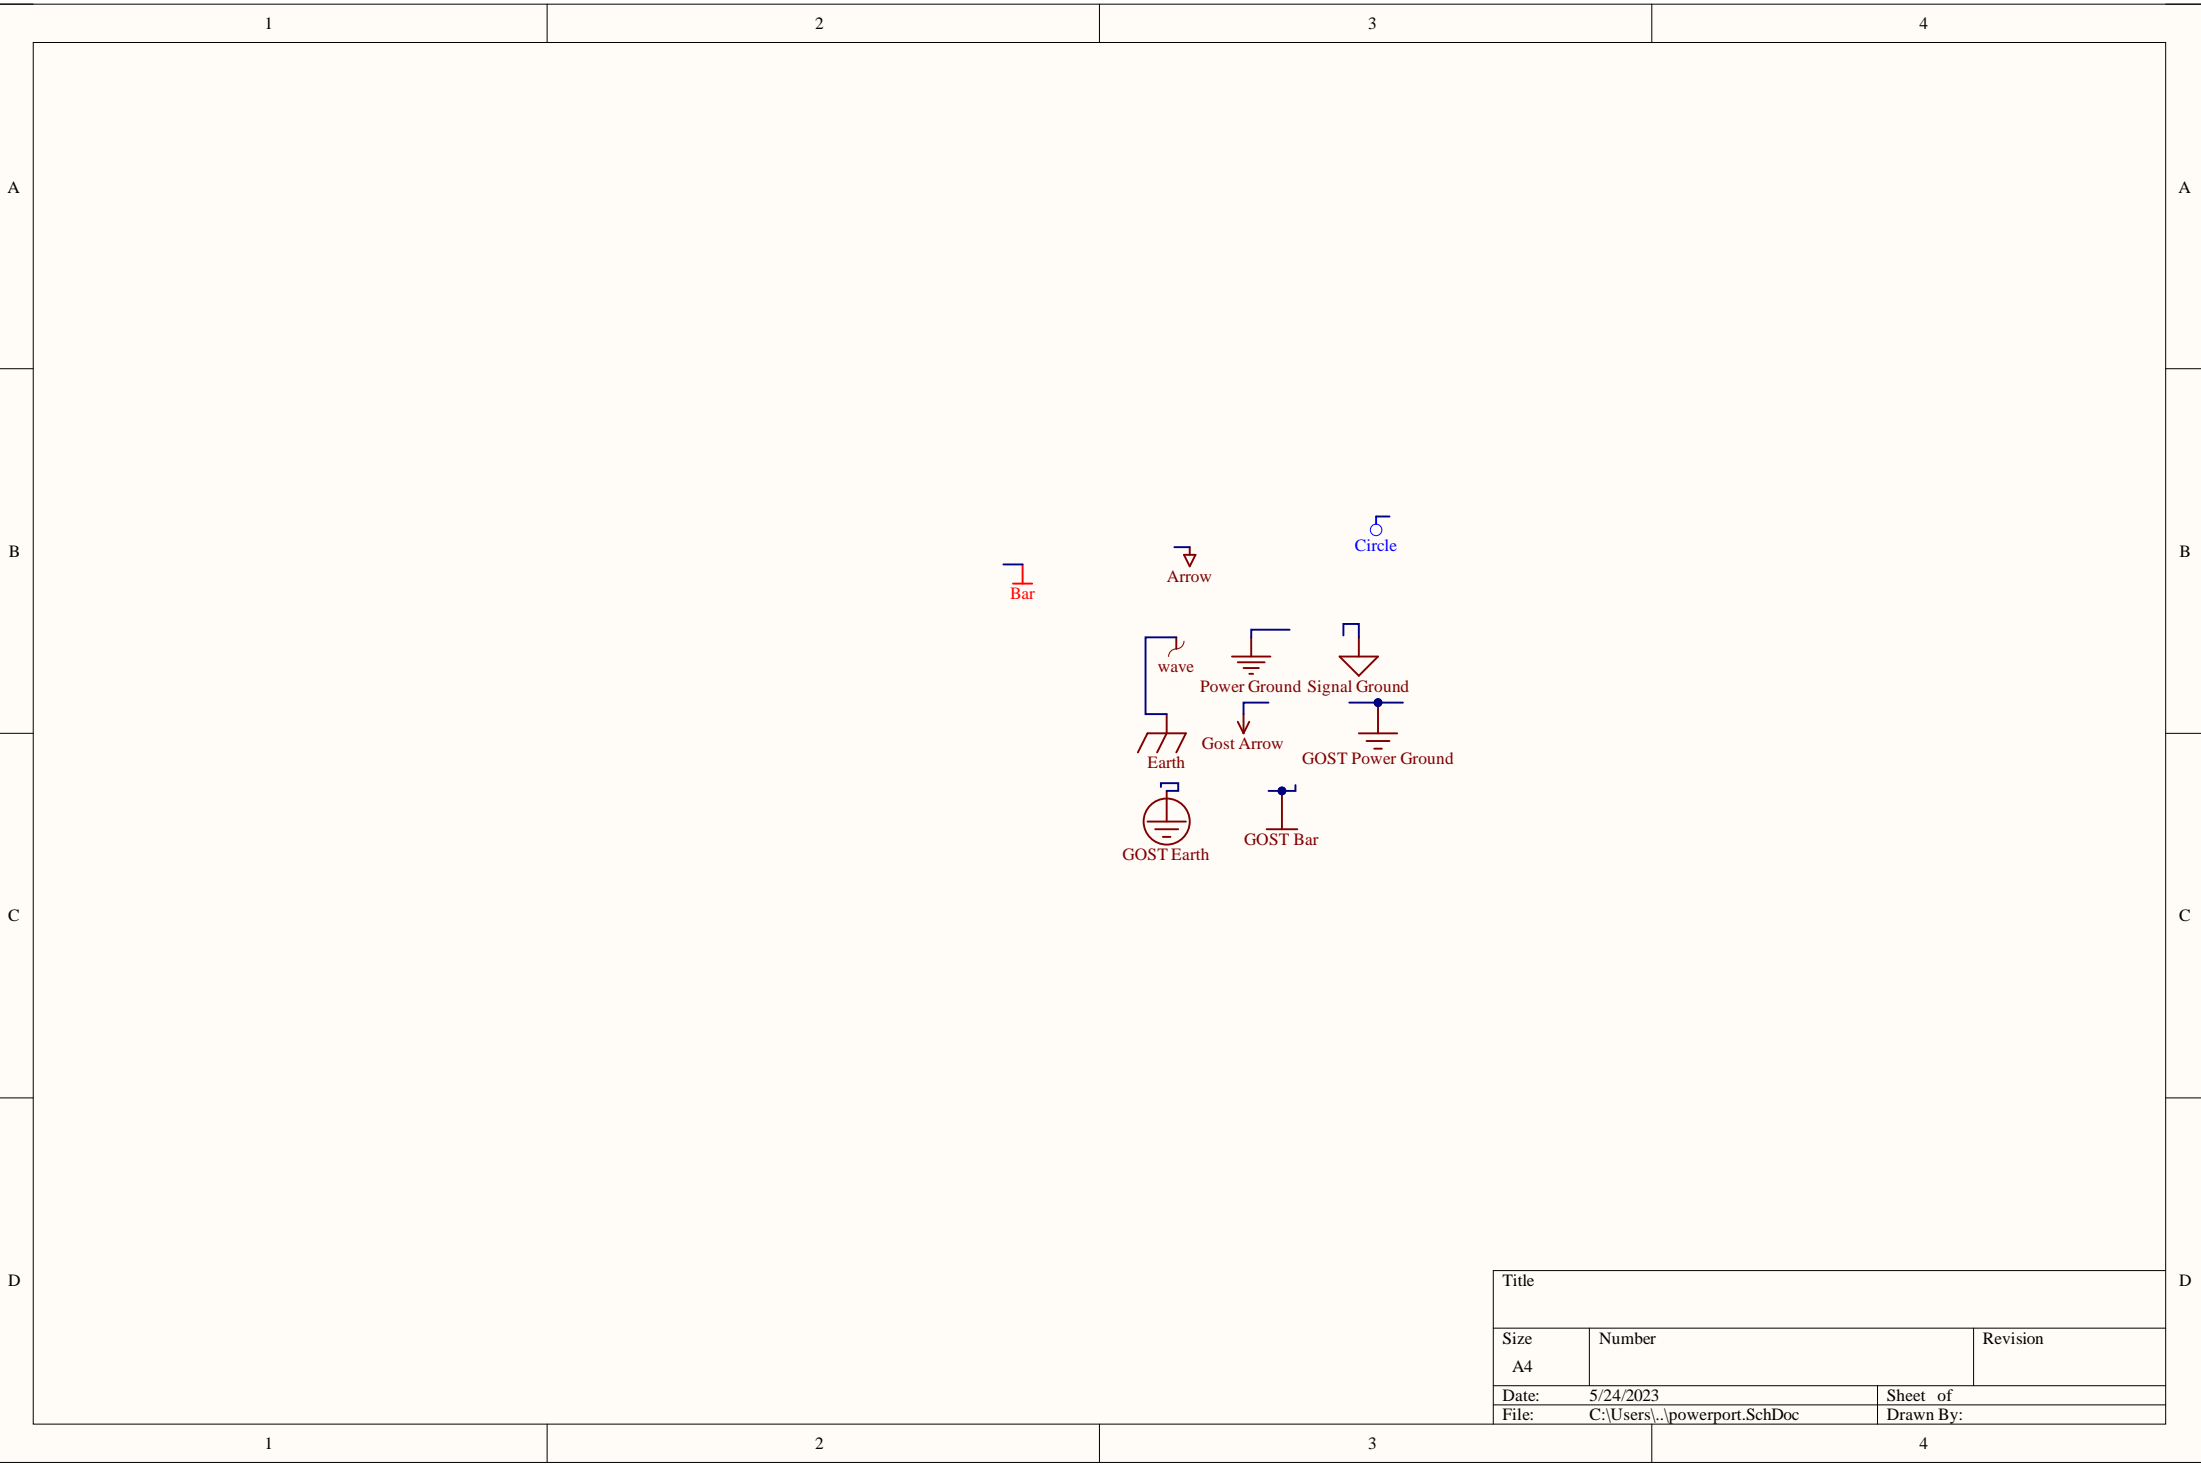 1 2 3 4
A A
Circle
B B
Arrow
Bar
wave
Power Ground Signal Ground
Gost Arrow
GOST Power Ground
Earth
GOST Bar
GOST Earth
C C
D D
Title
Size Number Revision
A4
Date: 5/24/2023 Sheet of
File: C:\Users\..\powerport.SchDoc Drawn By:
1 2 3 4